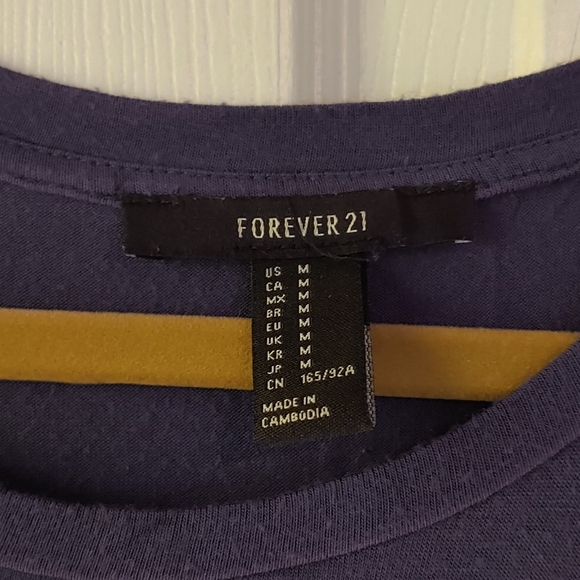 FOREVER 21
US M
CA M
MX M
BR M
EU M
UK M
KR M
JP M
CN 165/92A
MADE IN
CAMBODIA